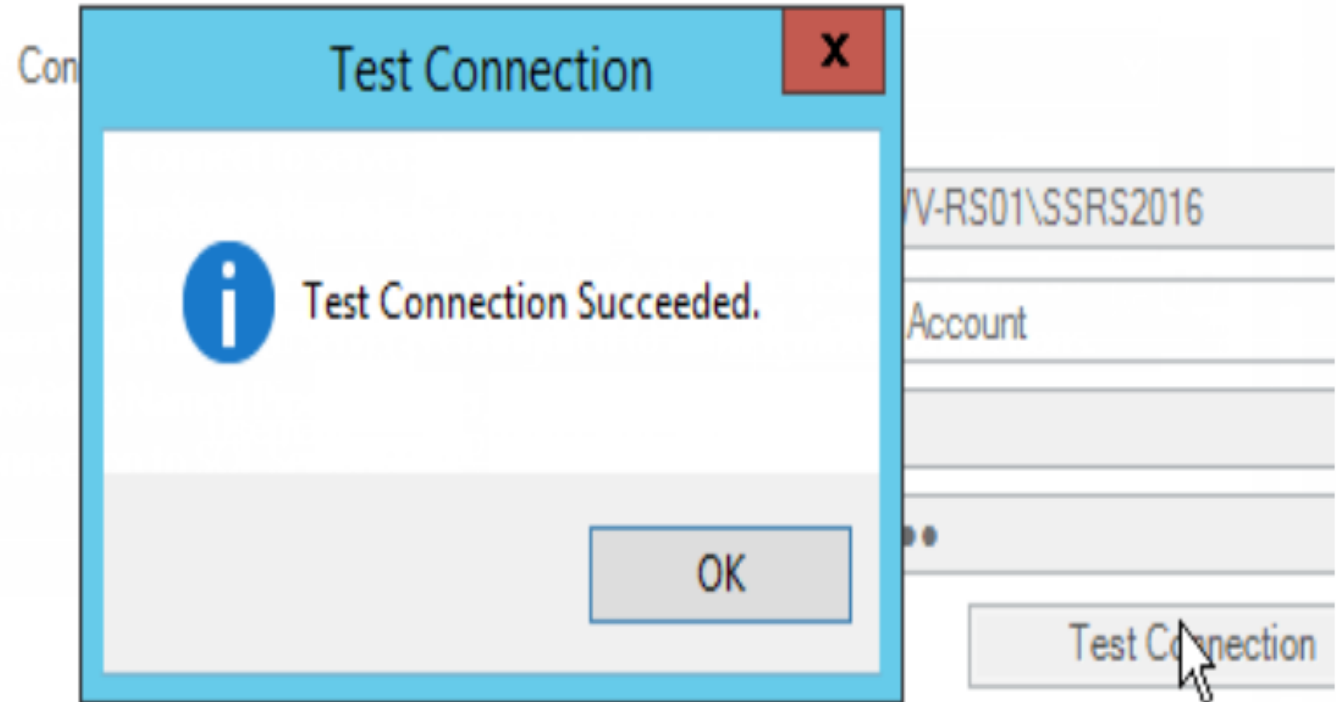 Test Connection
x
Con
V-RS01\SSRS2016
Test Connection Succeeded.
Account
OK
Test Connection